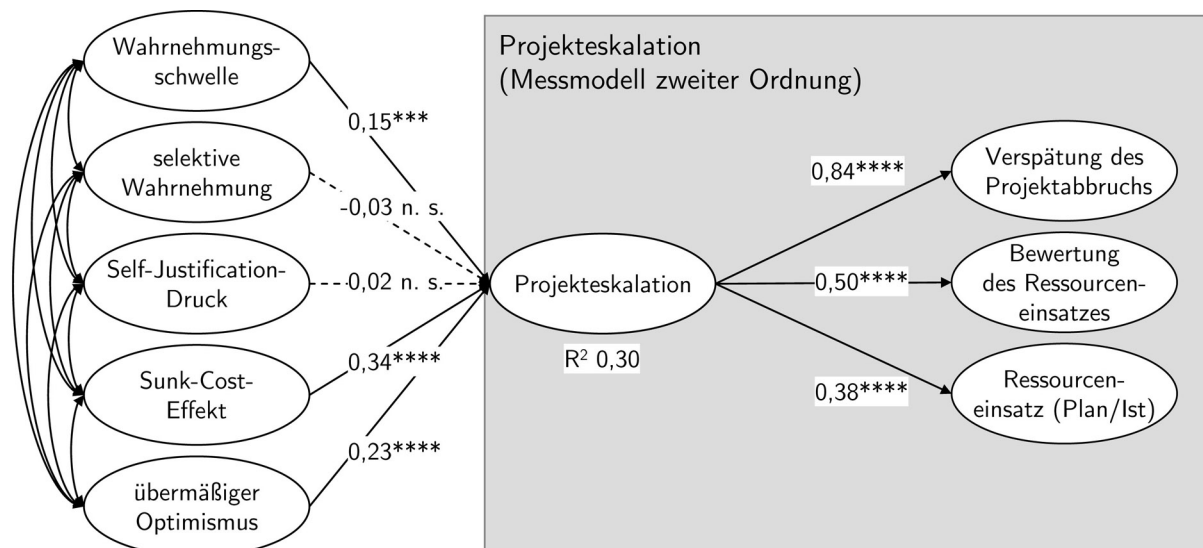 Wahrnehmungs-
schwelle
selektive
Wahrnehmung
Self-Justification-
Druck
Sunk-Cost-
Effekt
übermäßiger
Optimismus
0,15***
-0,03 n. s.
-0,02 n. s.
0,34****
0,23****
Projekteskalation
(Messmodell zweiter Ordnung)
Projekteskalation
R² 0,30
0,84****
0,50****
0,38****
Verspätung des
Projektabbruchs
Bewertung
des Ressourcen-
einsatzes
Ressourcen-
einsatz (Plan/Ist)